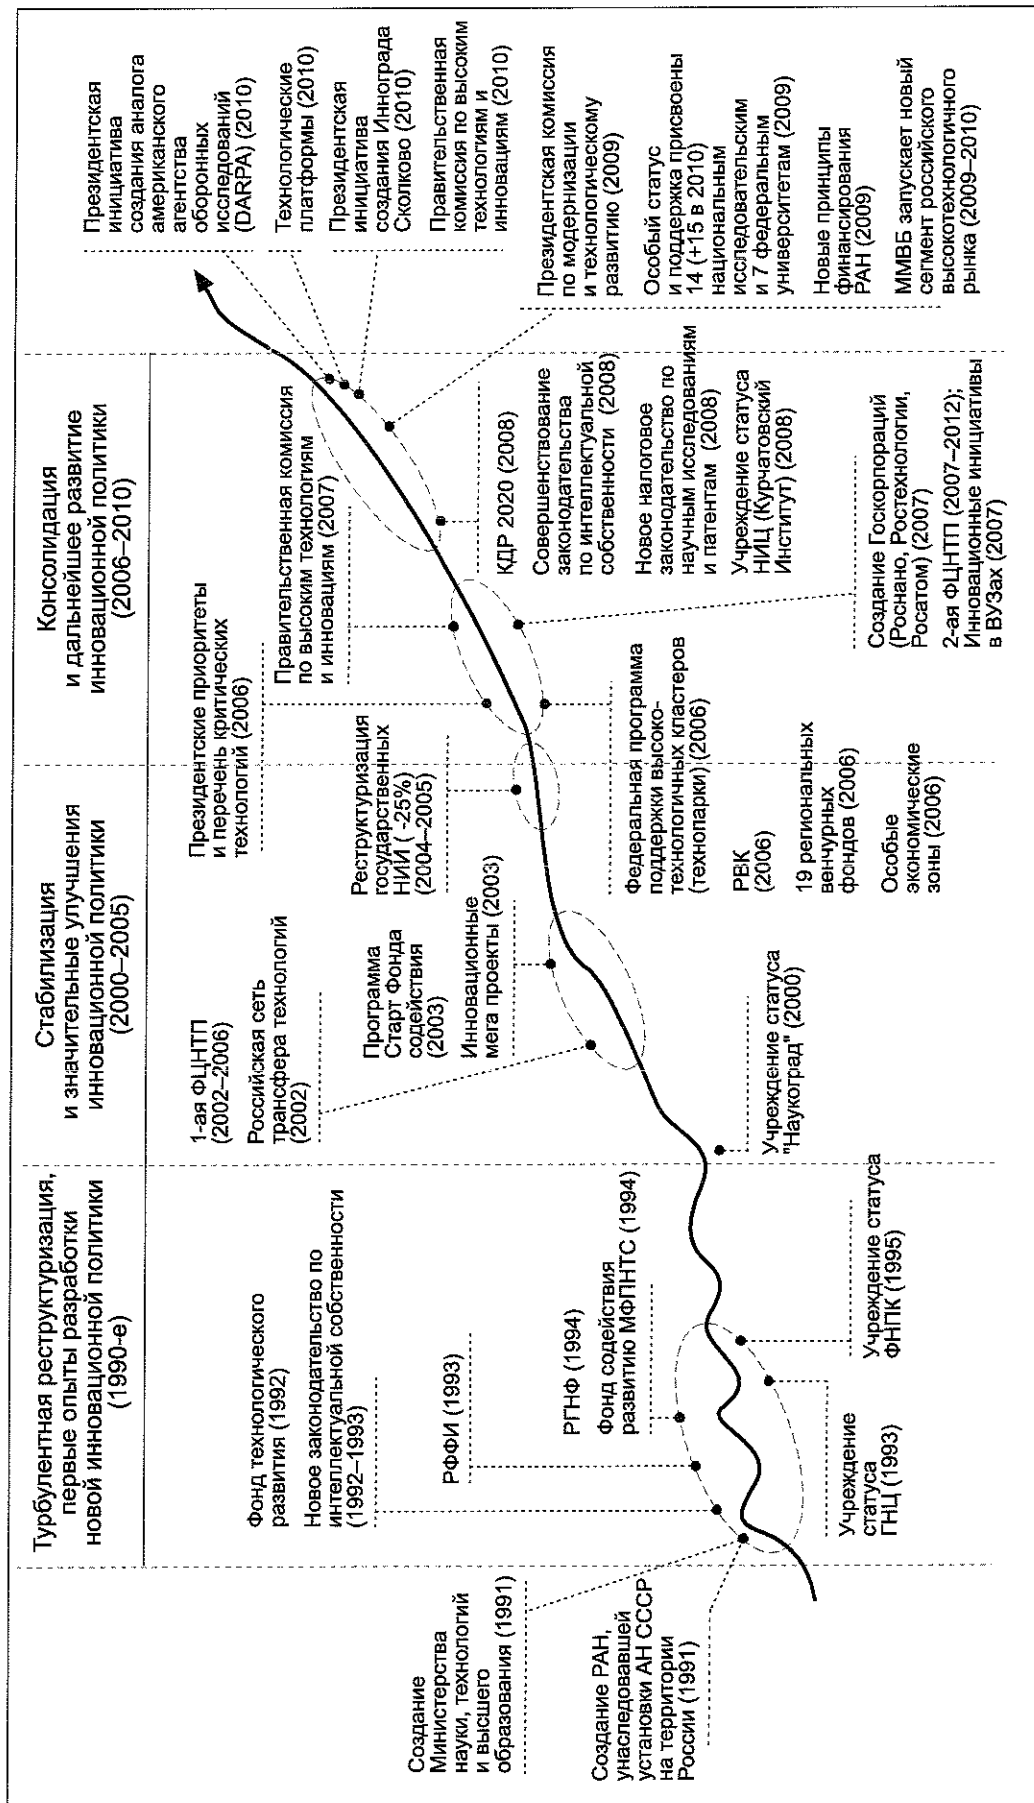 Турбулентная реструктуризация,
первые опыты разработки
новой инновационной политики
(1990-е)
Стабилизация
и значительные улучшения
инновационной политики
(2000–2005)
Консолидация
и дальнейшее развитие
инновационной политики
(2006–2010)
Создание
Министерства
науки, технологий
и высшего
образования (1991)
Создание РАН,
унаследовавшей
установки АН СССР
на территории
России (1991)
Фонд технологического
развития (1992)
Новое законодательство по
интеллектуальной собственности
(1992–1993)
РФФИ (1993)
РГНФ (1994)
Фонд содействия
развитию МФПНТС (1994)
Учреждение
статуса
ГНЦ (1993)
Учреждение статуса
ФНПК (1995)
1-ая ФЦНТП
(2002–2006)
Российская сеть
трансфера технологий
(2002)
Программа
Старт Фонда
содействия
(2003)
Инновационные
мега проекты (2003)
Учреждение статуса
"Наукоград" (2000)
Реструктуризация
государственных
НИИ ( -25%)
(2004–2005)
Президентские приоритеты
и перечень критических
технологий (2006)
Правительственная комиссия
по высоким технологиям
и инновациям (2007)
Федеральная программа
поддержки высоко-
технологичных кластеров
(технопарки) (2006)
РВК
(2006)
19 региональных
венчурных
фондов (2006)
Особые
экономические
зоны (2006)
КДР 2020 (2008)
Совершенствование
законодательства
по интеллектуальной
собственности (2008)
Новое налоговое
законодательство по
научным исследованиям
и патентам (2008)
Учреждение статуса
НИЦ (Курчатовский
Институт) (2008)
Создание Госкорпораций
(Роснано, Ростехнологии,
Росатом) (2007)
2-ая ФЦНТП (2007–2012);
Инновационные инициативы
в ВУЗах (2007)
Президентская
инициатива
создания аналога
американского
агентства
оборонных
исследований
(DARPA) (2010)
Технологические
платформы (2010)
Президентская
инициатива
создания Иннограда
Сколково (2010)
Правительственная
комиссия по высоким
технологиям и
инновациям (2010)
Президентская комиссия
по модернизации
и технологическому
развитию (2009)
Особый статус
и поддержка присвоены
14 (+15 в 2010)
национальным
исследовательским
и 7 федеральным
университетам (2009)
Новые принципы
финансирования
РАН (2009)
ММВБ запускает новый
сегмент российского
высокотехнологичного
рынка (2009–2010)